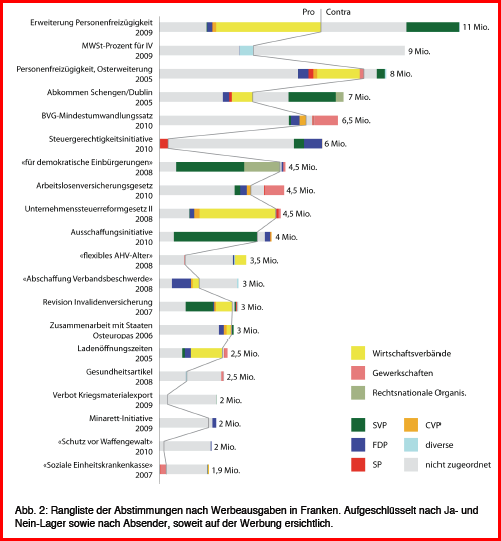 Pro Contra
Erweiterung Personenfreizügigkeit
2009
11 Mio.
MWSt-Prozent für IV
2009
9 Mio.
Personenfreizügigkeit, Osterweiterung
2005
8 Mio.
Abkommen Schengen/Dublin
2005
7 Mio.
BVG-Mindestumwandlungssatz
2010
6,5 Mio.
Steuergerechtigkeitsinitiative
2010
6 Mio.
«für demokratische Einbürgerungen»
2008
4,5 Mio.
Arbeitslosenversicherungsgesetz
2010
4,5 Mio.
Unternehmenssteuerreformgesetz II
2008
4,5 Mio.
Ausschaffungsinitiative
2010
4 Mio.
«flexibles AHV-Alter»
2008
3,5 Mio.
«Abschaffung Verbandsbeschwerde»
2008
3 Mio.
Revision Invalidenversicherung
2007
3 Mio.
Zusammenarbeit mit Staaten
Osteuropas 2006
3 Mio.
Ladenöffnungszeiten
2005
2,5 Mio.
Gesundheitsartikel
2008
2,5 Mio.
Verbot Kriegsmaterialexport
2009
2 Mio.
Minarett-Initiative
2009
2 Mio.
«Schutz vor Waffengewalt»
2010
2 Mio.
«Soziale Einheitskrankenkasse»
2007
1,9 Mio.
Wirtschaftsverbände
Gewerkschaften
Rechtsnationale Organis.
SVP
CVP
FDP
diverse
SP
nicht zugeordnet
Abb. 2: Rangliste der Abstimmungen nach Werbeausgaben in Franken. Aufgeschlüsselt nach Ja- und
Nein-Lager sowie nach Absender, soweit auf der Werbung ersichtlich.